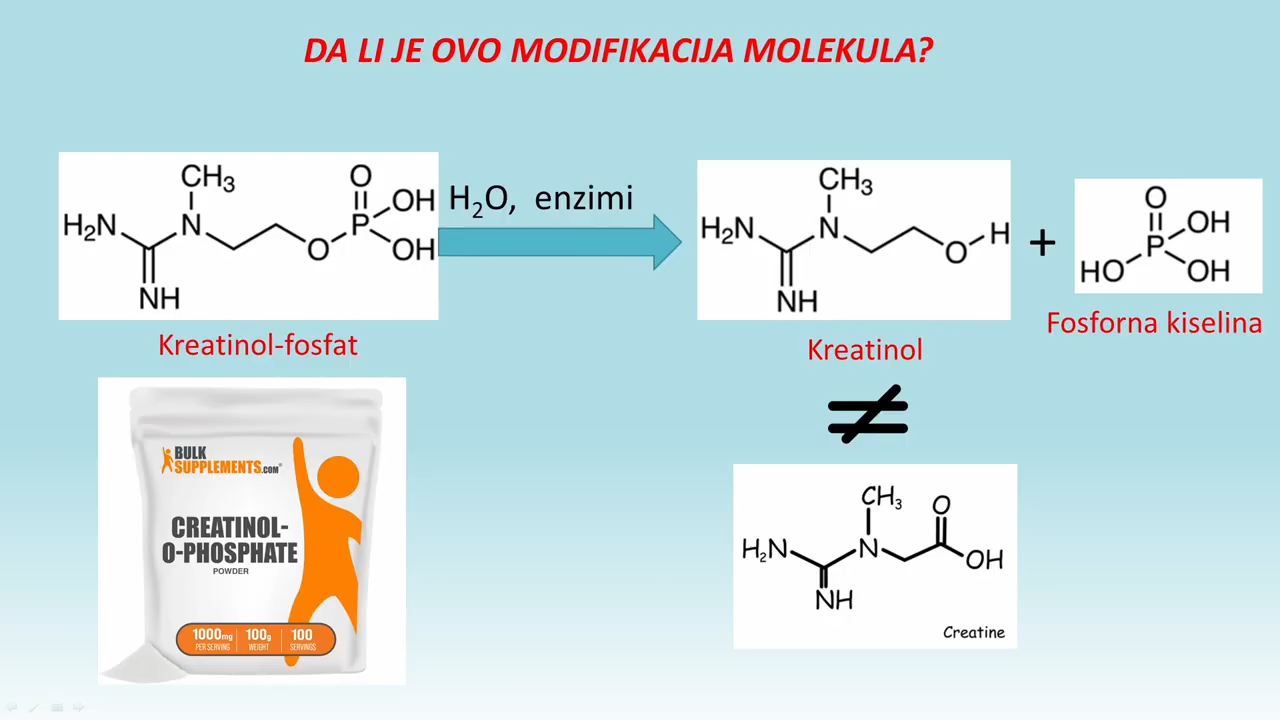 DA LI JE OVO MODIFIKACIJA MOLEKULA?
CH₃
O
OH
H₂N
N
P
O
OH
NH
H₂O, enzimi
CH₃
H₂N
N
O
H
NH
+
O
OH
P
HO
OH
Kreatinol-fosfat
Kreatinol
Fosforna kiselina
≠
BULK
SUPPLEMENTS.COM®
CREATINOL-
O-PHOSPHATE
POWDER
1000mg
PER SERVING
100g
WEIGHT
100
SERVINGS
CH₃
O
H₂N
N
OH
NH
Creatine